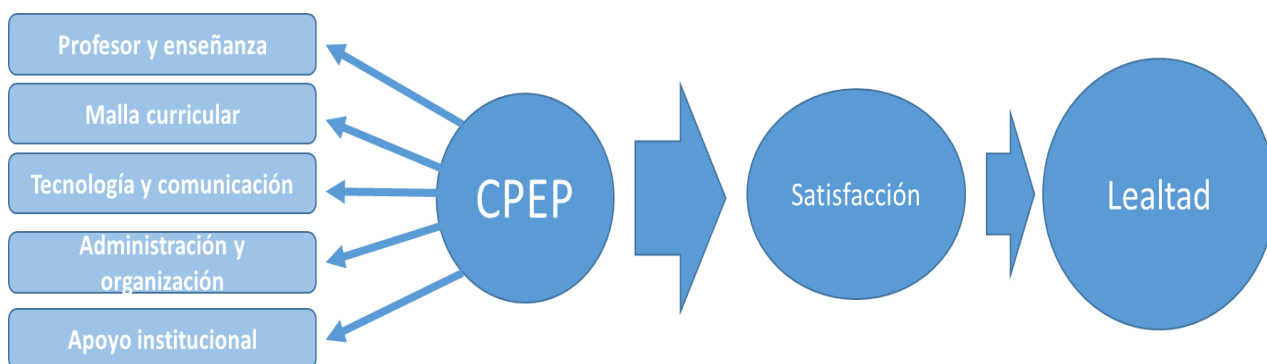 Profesor y enseñanza
Malla curricular
Tecnología y comunicación
Administración y
organización
Apoyo institucional
CPEP
Satisfacción
Lealtad